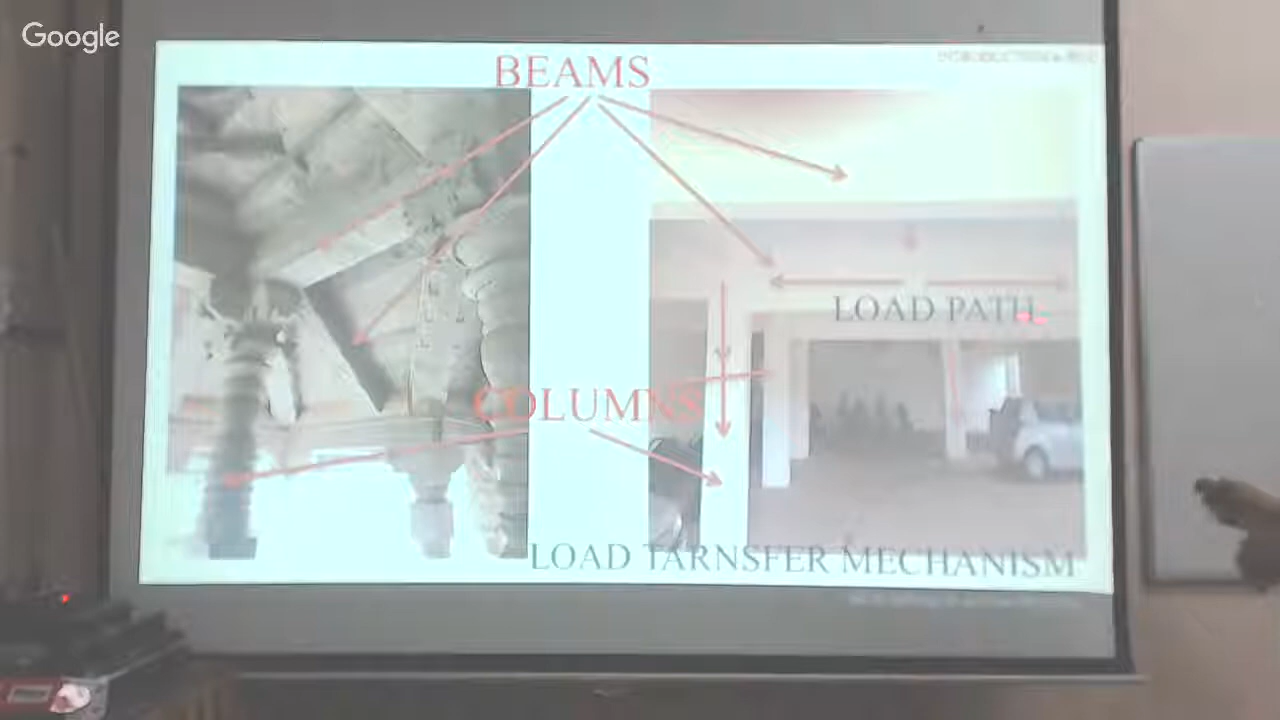 Google
BEAMS
LOAD PATH
COLUMNS
LOAD TARNSFER MECHANISM